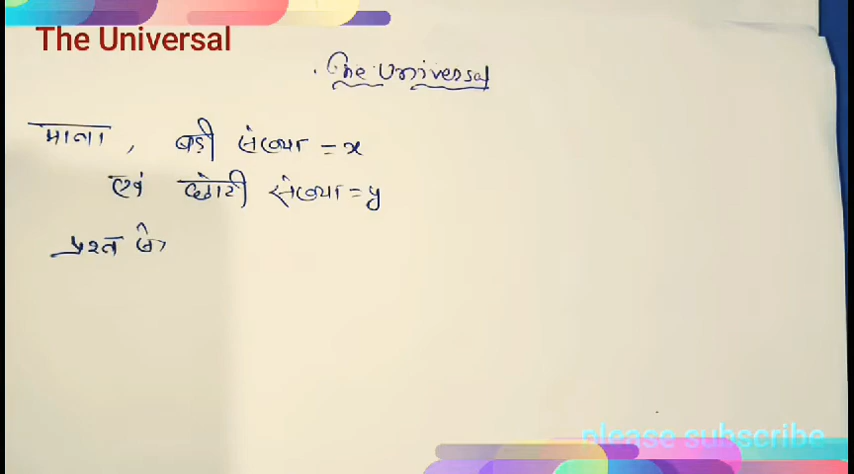 The Universal
The Universal
माना, बड़ी संख्या = x
एवं छोटी संख्या = y
प्रश्न के
please subscribe